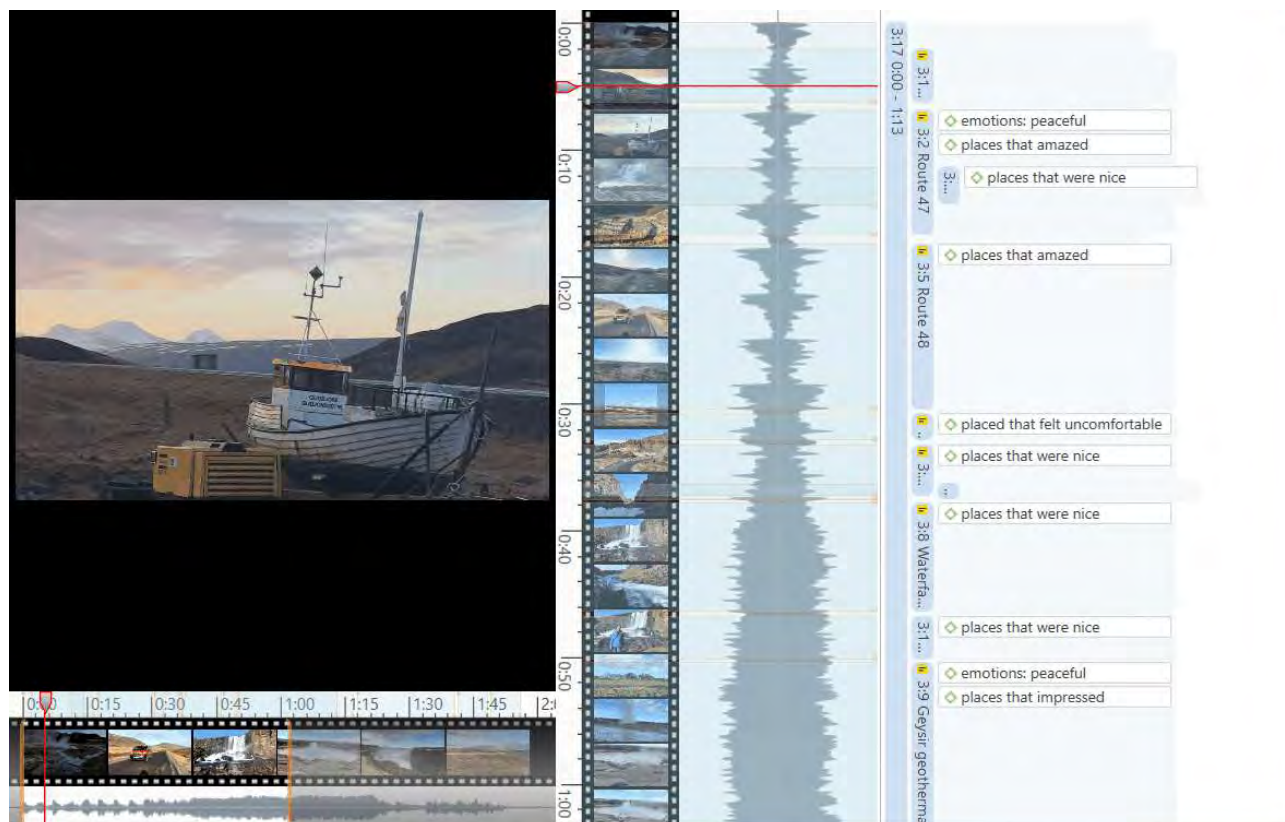 0:00
0:10
0:20
0:30
0:40
0:50
1:00
3:17 0:00 - 1:13
3:1...
3:2 Route 47
emotions: peaceful
places that amazed
3:...
places that were nice
3:5 Route 48
places that amazed
..
placed that felt uncomfortable
3:...
places that were nice
..
3:8 Waterfa...
places that were nice
3:1...
places that were nice
3:9 Geysir geotherma
emotions: peaceful
places that impressed
0:15
0:30
0:45
1:00
1:15
1:30
1:45